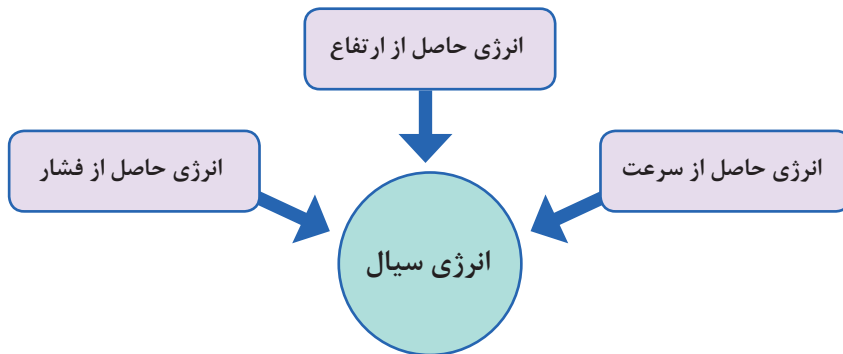 انرژی حاصل از ارتفاع
انرژی حاصل از سرعت
انرژی حاصل از فشار
انرژی سیال